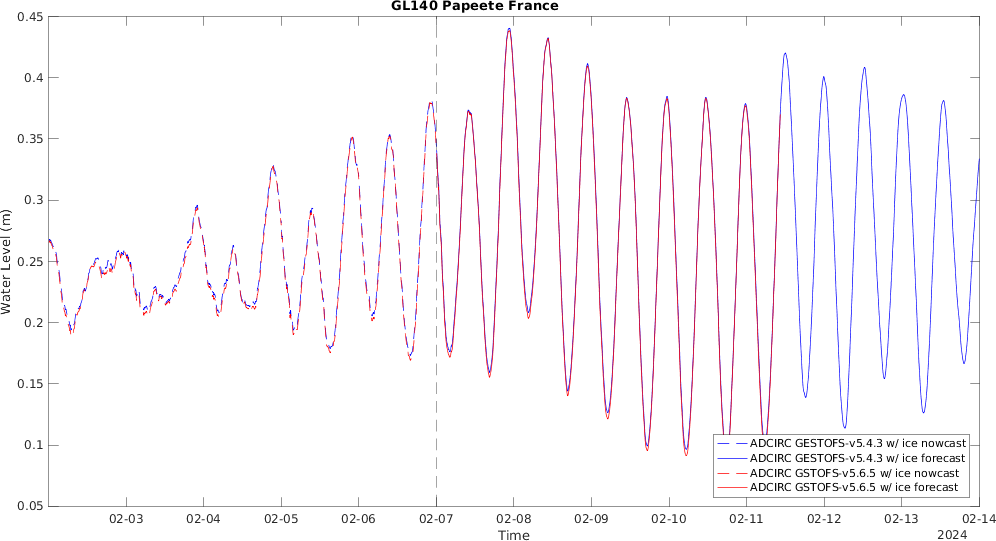 GL140 Papeete France
0.45
0.4
0.35
0.3
0.25
0.2
0.15
0.1
0.05
Water Level (m)
02-03 02-04 02-05 02-06 02-07 02-08 02-09 02-10 02-11 02-12 02-13 02-14
Time
2024
ADCIRC GESTOFS-v5.4.3 w/ ice nowcast
ADCIRC GESTOFS-v5.4.3 w/ ice forecast
ADCIRC GSTOFS-v5.6.5 w/ ice nowcast
ADCIRC GSTOFS-v5.6.5 w/ ice forecast